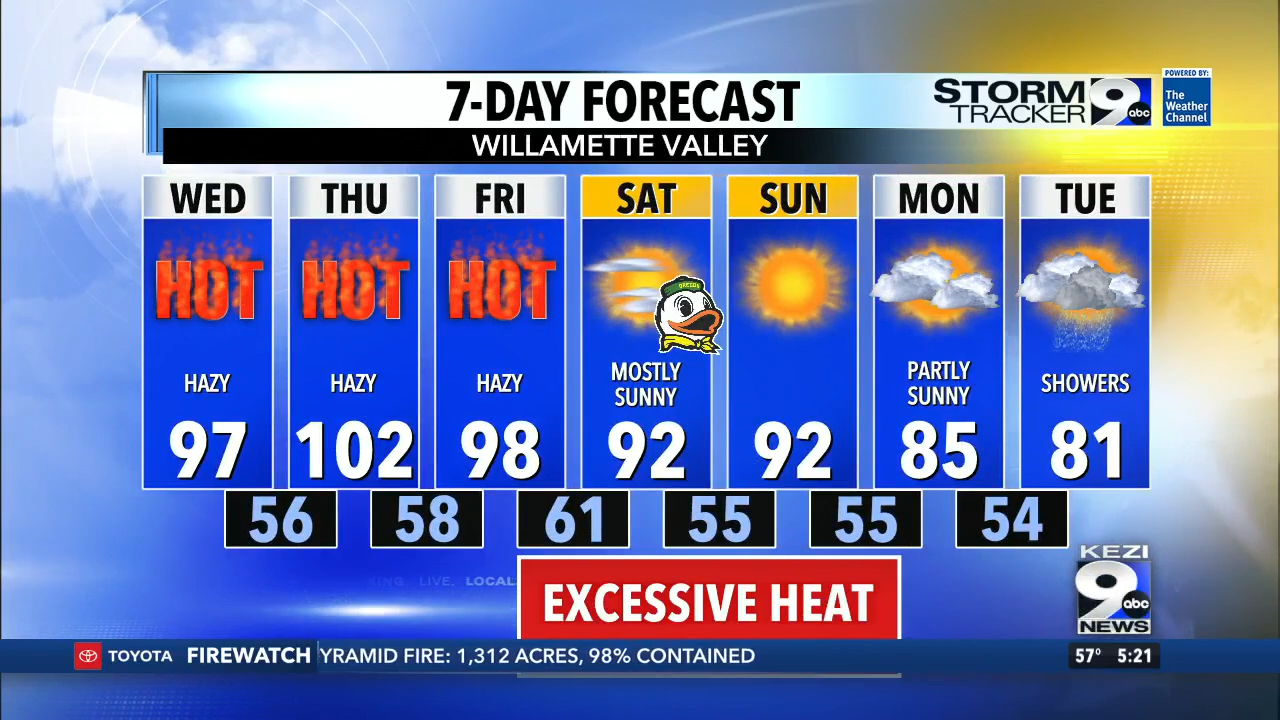 7-DAY FORECAST
WILLAMETTE VALLEY
STORM
TRACKER
9
abc
POWERED BY:
The
Weather
Channel
WED THU FRI SAT SUN MON TUE
HOT HOT HOT
OREGON
HAZY HAZY HAZY MOSTLY SUNNY PARTLY SUNNY SHOWERS
97 102 98 92 92 85 81
56 58 61 55 55 54
LIVE. LOCAL
EXCESSIVE HEAT
KEZI
9
abc
NEWS
TOYOTA FIREWATCH YRAMID FIRE: 1,312 ACRES, 98% CONTAINED
57° 5:21